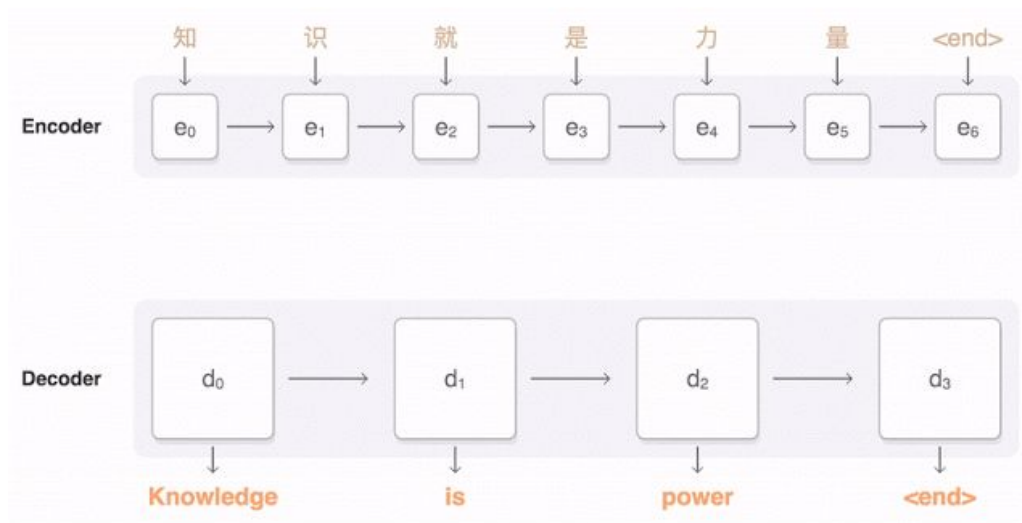 知 识 就 是 力 量 <end>
Encoder e₀ e₁ e₂ e₃ e₄ e₅ e₆
Decoder d₀ d₁ d₂ d₃
Knowledge is power <end>